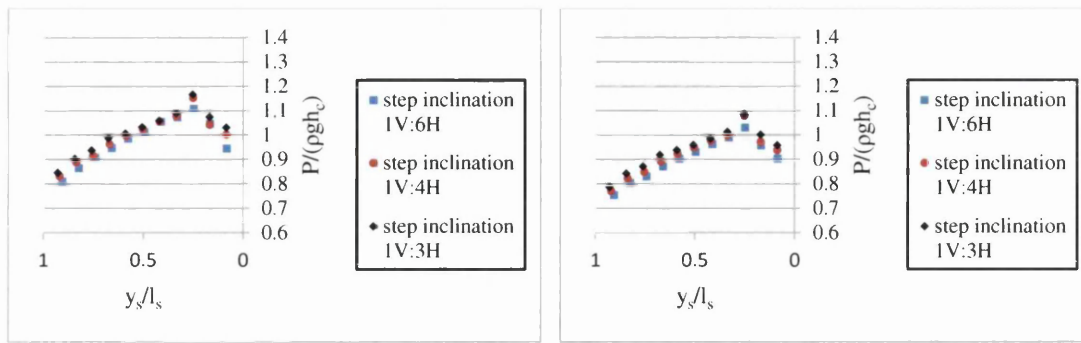 1.4
1.3
1.2
1.1
1
0.9
0.8
0.7
0.6
P/(ρgh_c)
1 0.5 0
y_s/l_s
step inclination
1V:6H
step inclination
1V:4H
step inclination
1V:3H
1.4
1.3
1.2
1.1
1
0.9
0.8
0.7
0.6
P/(ρgh_c)
1 0.5 0
y_s/l_s
step inclination
1V:6H
step inclination
1V:4H
step inclination
1V:3H